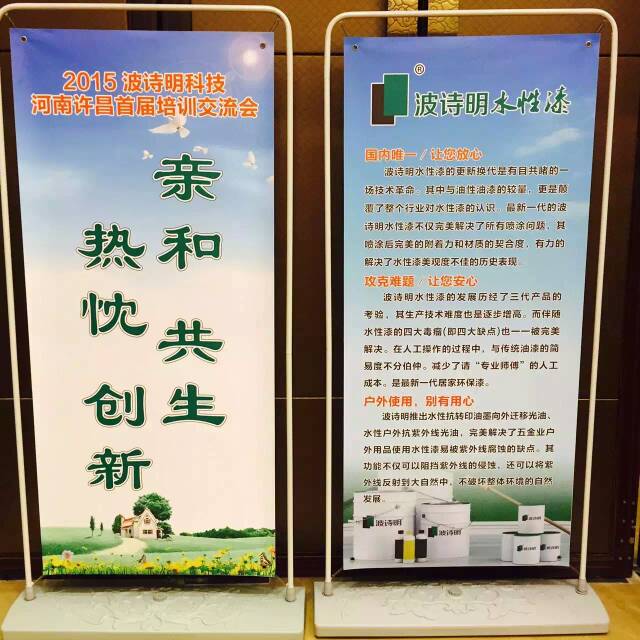 2015 波诗明科技
河南许昌首届培训交流会
亲和 共生
热忱 创新
®
波诗明水性漆
国内唯一／让您放心
波诗明水性漆的更新换代是有目共睹的一
场技术革命。其中与油性油漆的较量，更是颠
覆了整个行业对水性漆的认识。最新一代的波
诗明水性漆不仅完美解决了所有喷涂问题，其
喷涂后完美的附着力和材质的契合度，有力的
解决了水性漆美观度不佳的历史表现。
攻克难题／让您安心
波诗明水性漆的发展历经了三代产品的
考验，其生产技术难度也是逐步增高。而伴随
水性漆的四大毒瘤(即四大缺点)也一一被完美
解决。在人工操作的过程中，与传统油漆的简
易度不分伯仲。减少了请“专业师傅”的人工
成本。是最新一代居家环保漆。
户外使用，别有用心
波诗明推出水性抗转印油墨向外迁移光油、
水性户外抗紫外线光油，完美解决了五金业户
外用品使用水性漆易被紫外线腐蚀的缺点。其
功能不仅可以阻挡紫外线的侵蚀，还可以将紫
外线反射到大自然中，不破坏整体环境的自然
发展。
波诗明
波诗明
波诗明